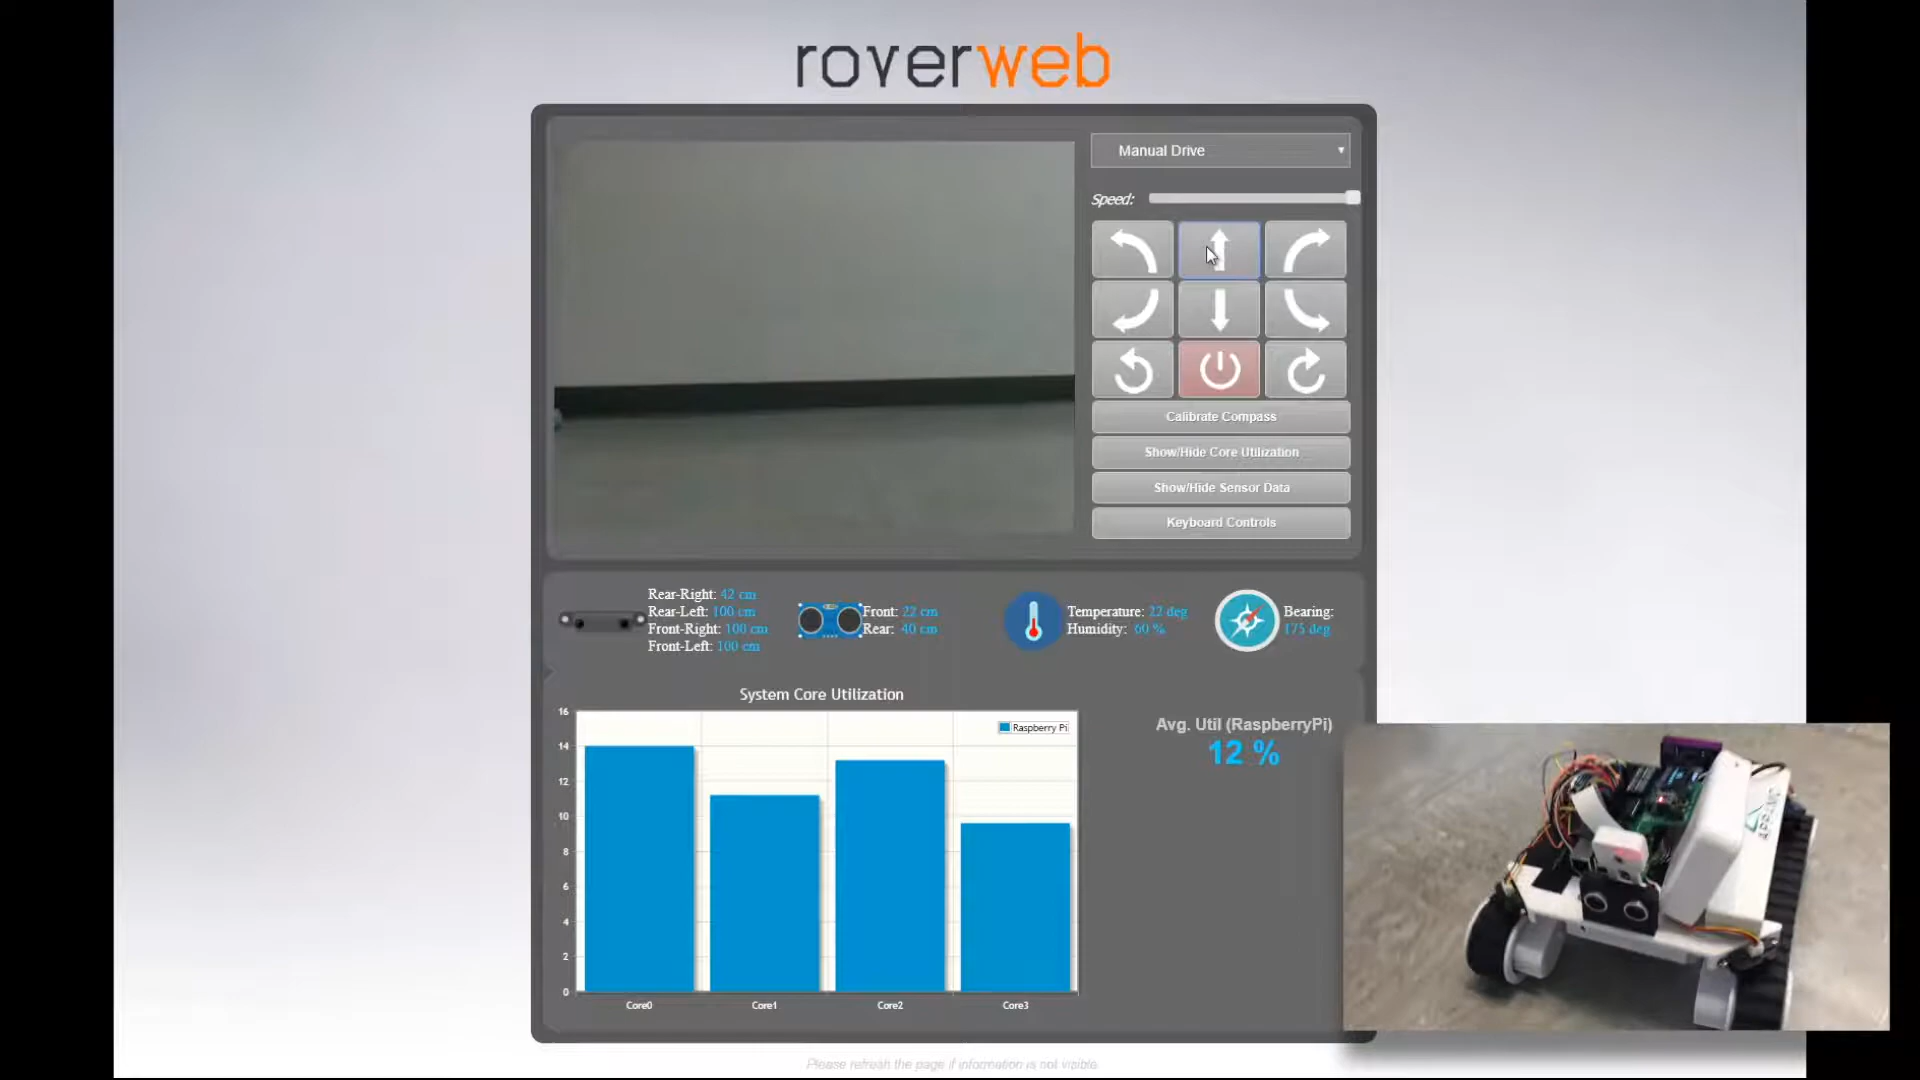 roverweb
Manual Drive
Speed:
Calibrate Compass
Show/Hide Core Utilization
Show/Hide Sensor Data
Keyboard Controls
Rear-Right: 42 cm
Rear-Left: 100 cm
Front-Right: 100 cm
Front-Left: 100 cm
Front: 22 cm
Rear: 40 cm
Temperature: 22 deg
Humidity: 60 %
Bearing:
175 deg
System Core Utilization
16
14
12
10
8
6
4
2
0
Raspberry Pi
Core0
Core1
Core2
Core3
Avg. Util (RaspberryPi)
12 %
APP4MC
Please refresh the page if information is not visible.